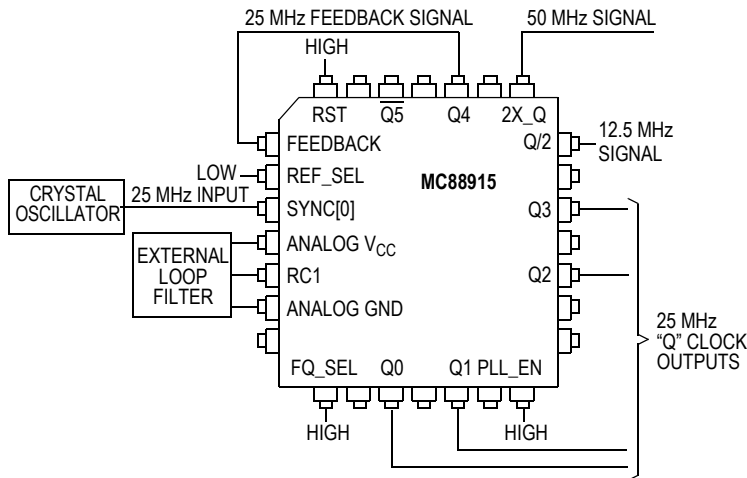 25 MHz FEEDBACK SIGNAL
50 MHz SIGNAL
HIGH
RST
Q5
Q4
2X_Q
FEEDBACK
Q/2
12.5 MHz
SIGNAL
LOW
REF_SEL
MC88915
CRYSTAL
OSCILLATOR
25 MHz INPUT
SYNC[0]
Q3
ANALOG VCC
EXTERNAL
LOOP
FILTER
RC1
Q2
ANALOG GND
25 MHz
“Q” CLOCK
OUTPUTS
FQ_SEL
Q0
Q1
PLL_EN
HIGH
HIGH